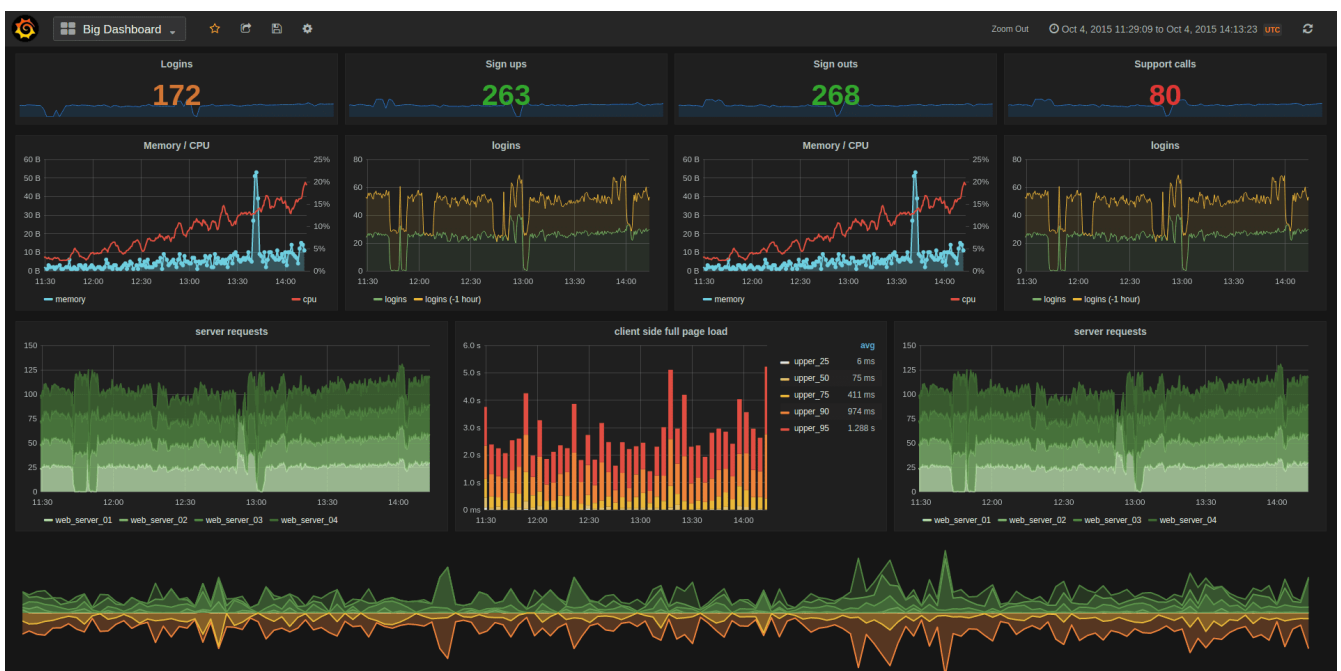 Big Dashboard
Zoom Out Oct 4, 2015 11:29:09 to Oct 4, 2015 14:13:23 UTC
Logins
172
Sign ups
263
Sign outs
268
Support calls
80
Memory / CPU
60 B 25%
50 B 20%
40 B 15%
30 B 10%
20 B 5%
10 B 0%
0 B
11:30 12:00 12:30 13:00 13:30 14:00
memory cpu
logins
80
60
40
20
0
11:30 12:00 12:30 13:00 13:30 14:00
logins logins (-1 hour)
Memory / CPU
60 B 25%
50 B 20%
40 B 15%
30 B 10%
20 B 5%
10 B 0%
0 B
11:30 12:00 12:30 13:00 13:30 14:00
memory cpu
logins
80
60
40
20
0
11:30 12:00 12:30 13:00 13:30 14:00
logins logins (-1 hour)
server requests
150
125
100
75
50
25
0
11:30 12:00 12:30 13:00 13:30 14:00
web_server_01 web_server_02 web_server_03 web_server_04
client side full page load
6.0 s
5.0 s
4.0 s
3.0 s
2.0 s
1.0 s
0 ms
11:30 12:00 12:30 13:00 13:30 14:00
avg
upper_25 6 ms
upper_50 75 ms
upper_75 411 ms
upper_90 974 ms
upper_95 1.288 s
server requests
150
125
100
75
50
25
0
11:30 12:00 12:30 13:00 13:30 14:00
web_server_01 web_server_02 web_server_03 web_server_04